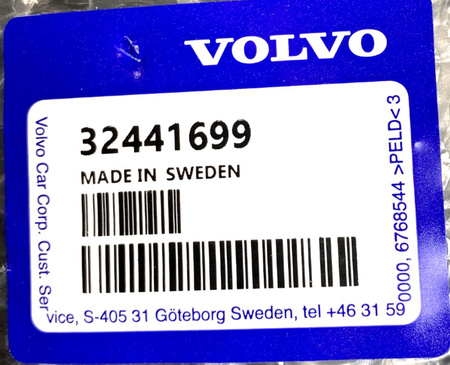 VOLVO
32441699
MADE IN SWEDEN
Volvo Car Corp. Cust. Ser
vice, S-405 31 Göteborg Sweden, tel +46 31 59
0000, 6768544 >PELD< 3